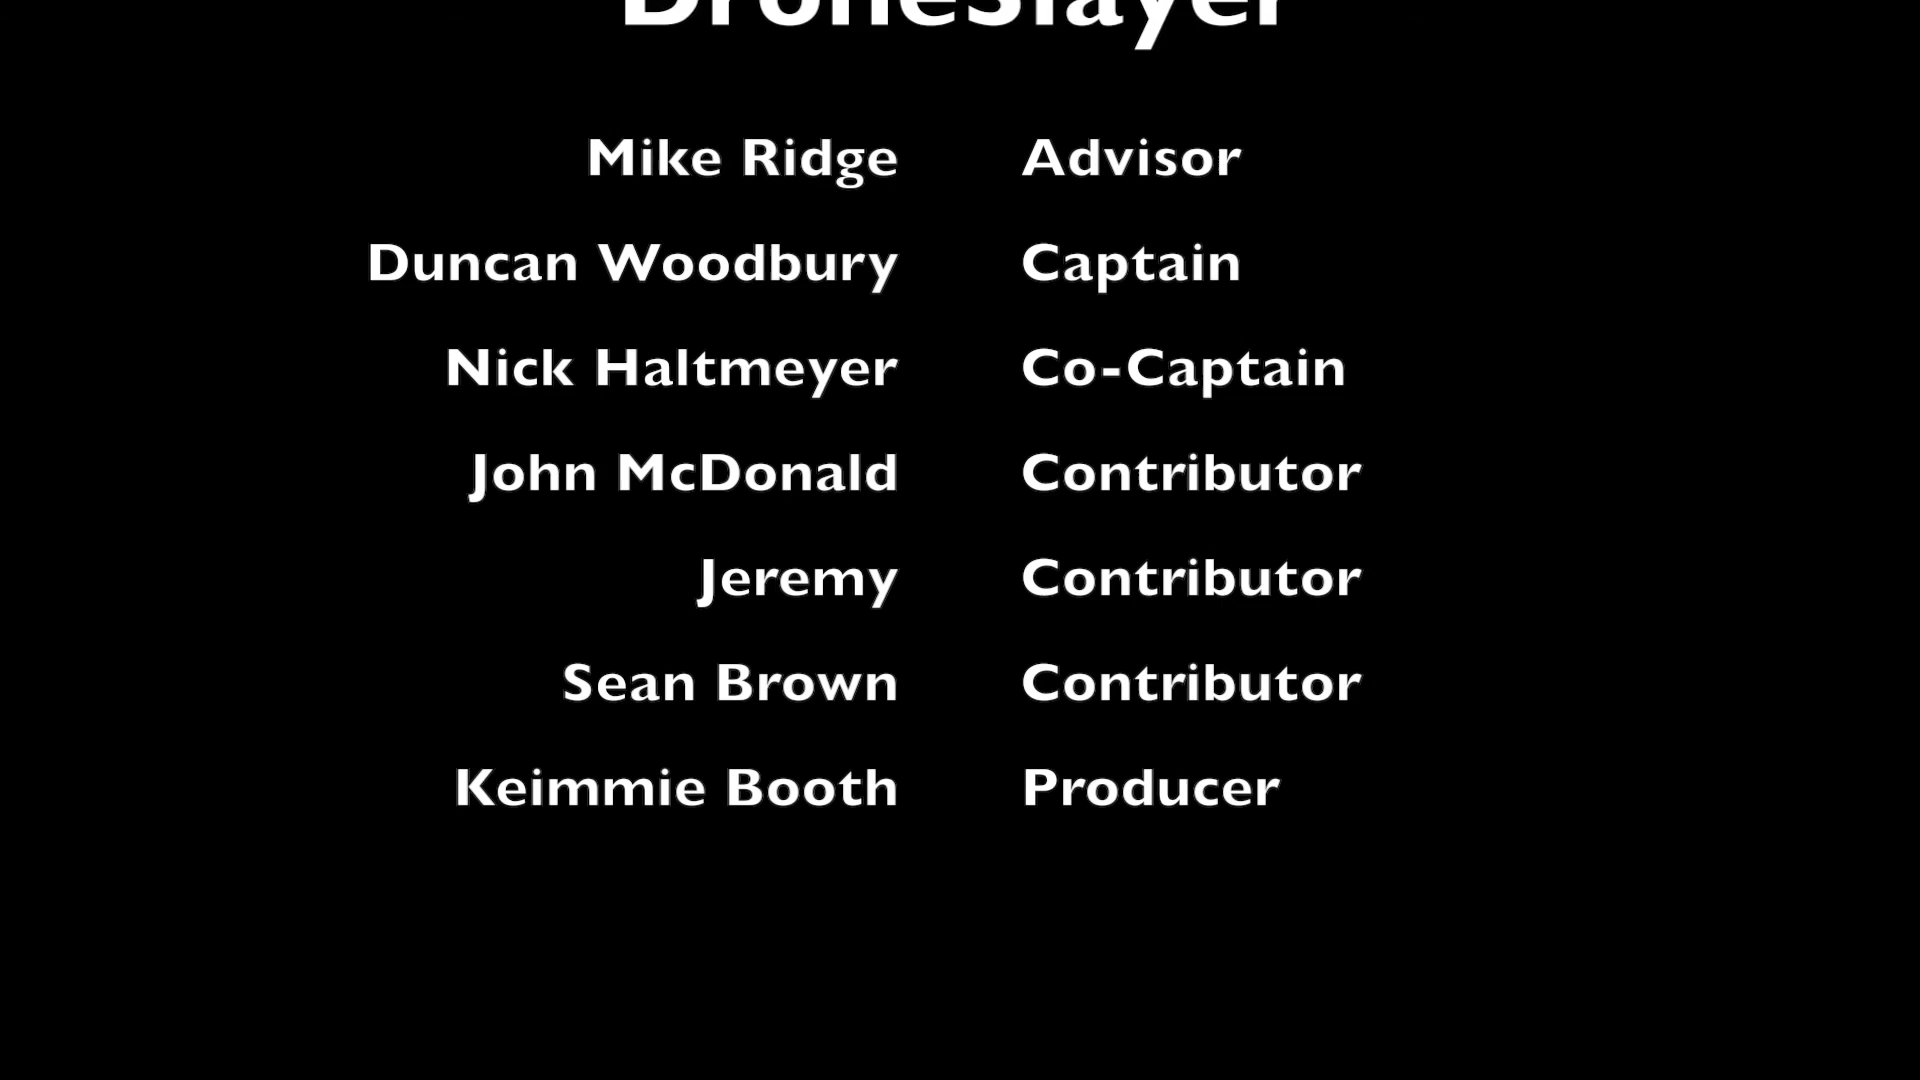 DroneSlayer
Mike Ridge Advisor
Duncan Woodbury Captain
Nick Haltmeyer Co-Captain
John McDonald Contributor
Jeremy Contributor
Sean Brown Contributor
Keimmie Booth Producer